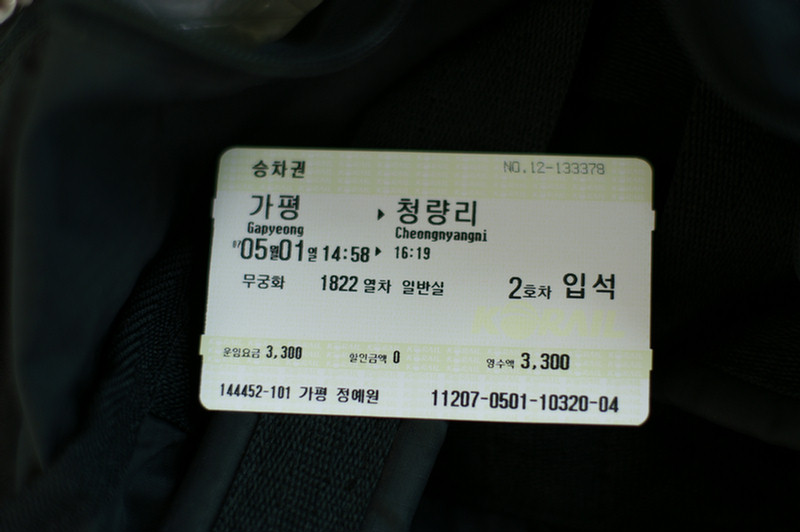 승차권 NO.12-133378
가평 ▸ 청량리
Gapyeong Cheongnyangni
07 05월01일 14:58 ▸ 16:19
무궁화 1822 열차 일반실 2호차 입석
KORAIL
운임요금 3,300 할인금액 0 영수액 3,300
144452-101 가평 정예원 11207-0501-10320-04